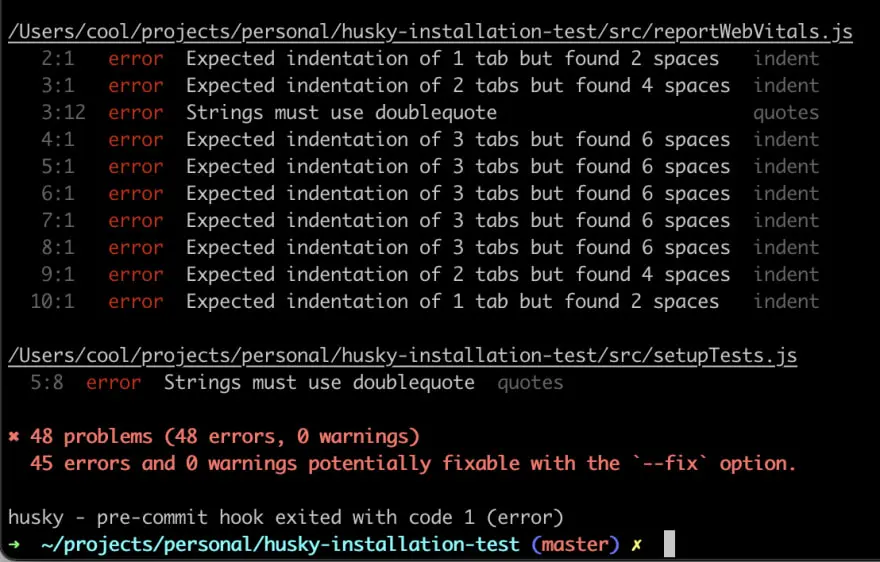 /Users/cool/projects/personal/husky-installation-test/src/reportWebVitals.js
2:1 error Expected indentation of 1 tab but found 2 spaces indent
3:1 error Expected indentation of 2 tabs but found 4 spaces indent
3:12 error Strings must use doublequote quotes
4:1 error Expected indentation of 3 tabs but found 6 spaces indent
5:1 error Expected indentation of 3 tabs but found 6 spaces indent
6:1 error Expected indentation of 3 tabs but found 6 spaces indent
7:1 error Expected indentation of 3 tabs but found 6 spaces indent
8:1 error Expected indentation of 3 tabs but found 6 spaces indent
9:1 error Expected indentation of 2 tabs but found 4 spaces indent
10:1 error Expected indentation of 1 tab but found 2 spaces indent
/Users/cool/projects/personal/husky-installation-test/src/setupTests.js
5:8 error Strings must use doublequote quotes
✖ 48 problems (48 errors, 0 warnings)
45 errors and 0 warnings potentially fixable with the `--fix` option.
husky - pre-commit hook exited with code 1 (error)
➜ ~/projects/personal/husky-installation-test (master) ✗